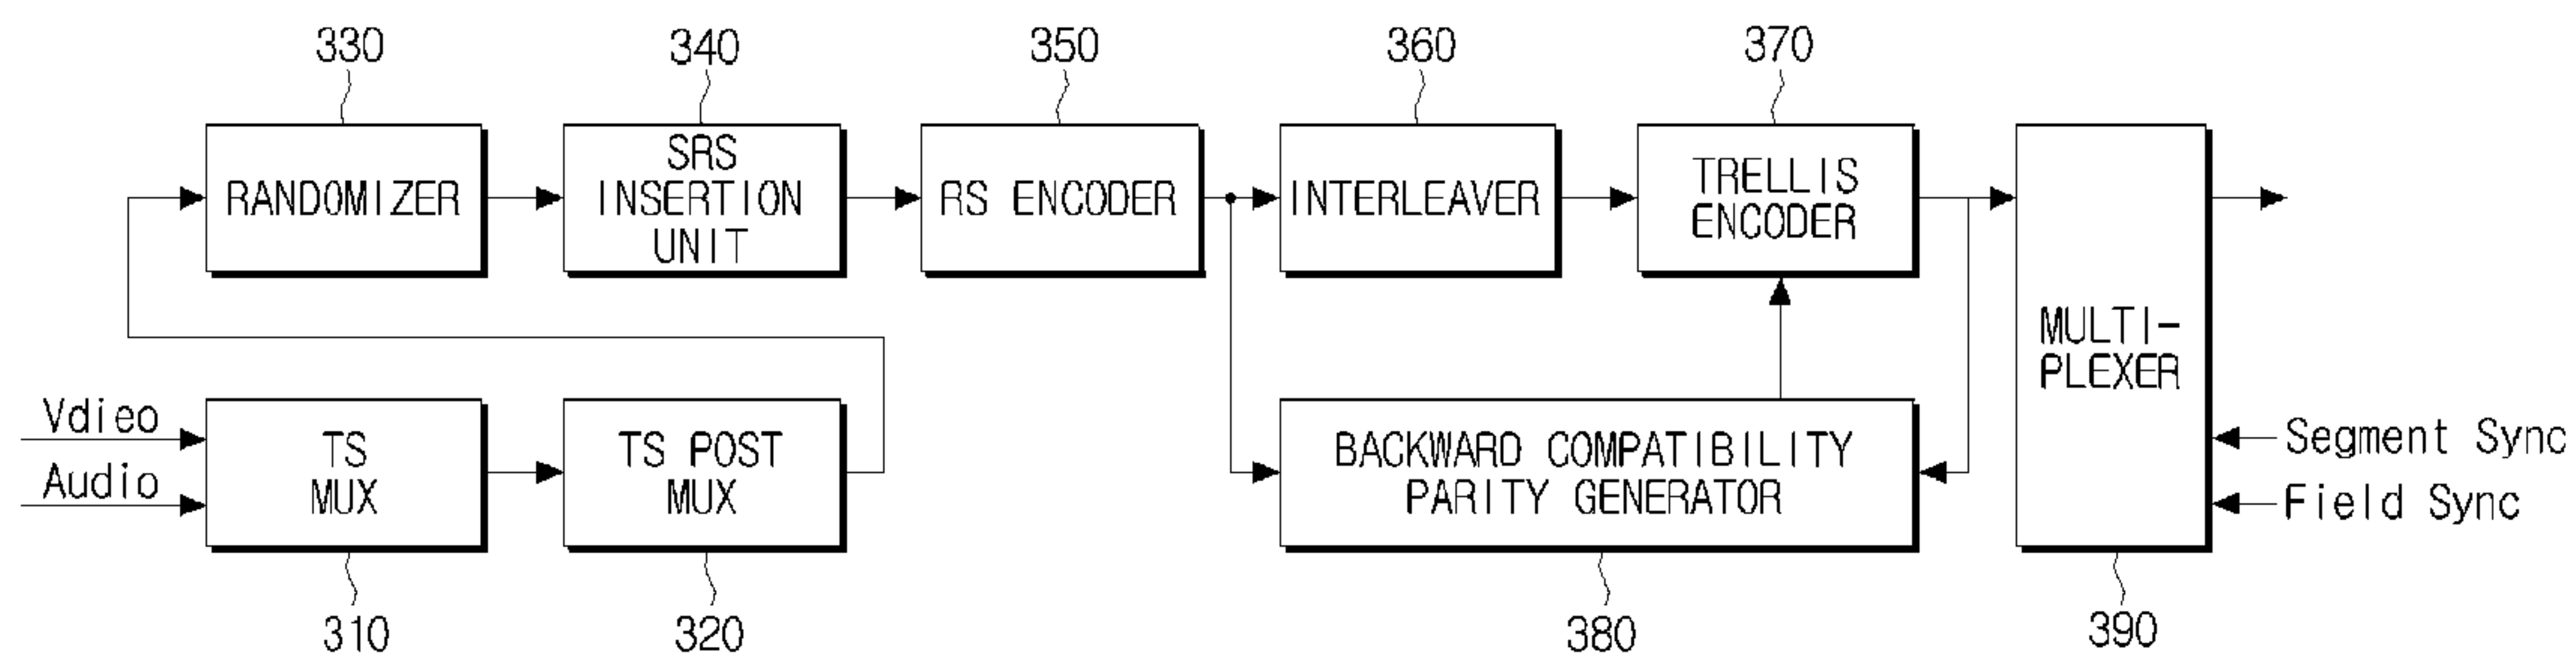 330
340
350
360
370
RANDOMIZER
SRS
INSERTION
UNIT
RS ENCODER
INTERLEAVER
TRELLIS
ENCODER
MULTI-
PLEXER
Vdieo
Audio
TS
MUX
TS POST
MUX
BACKWARD COMPATIBILITY
PARITY GENERATOR
Segment Sync
Field Sync
310
320
380
390